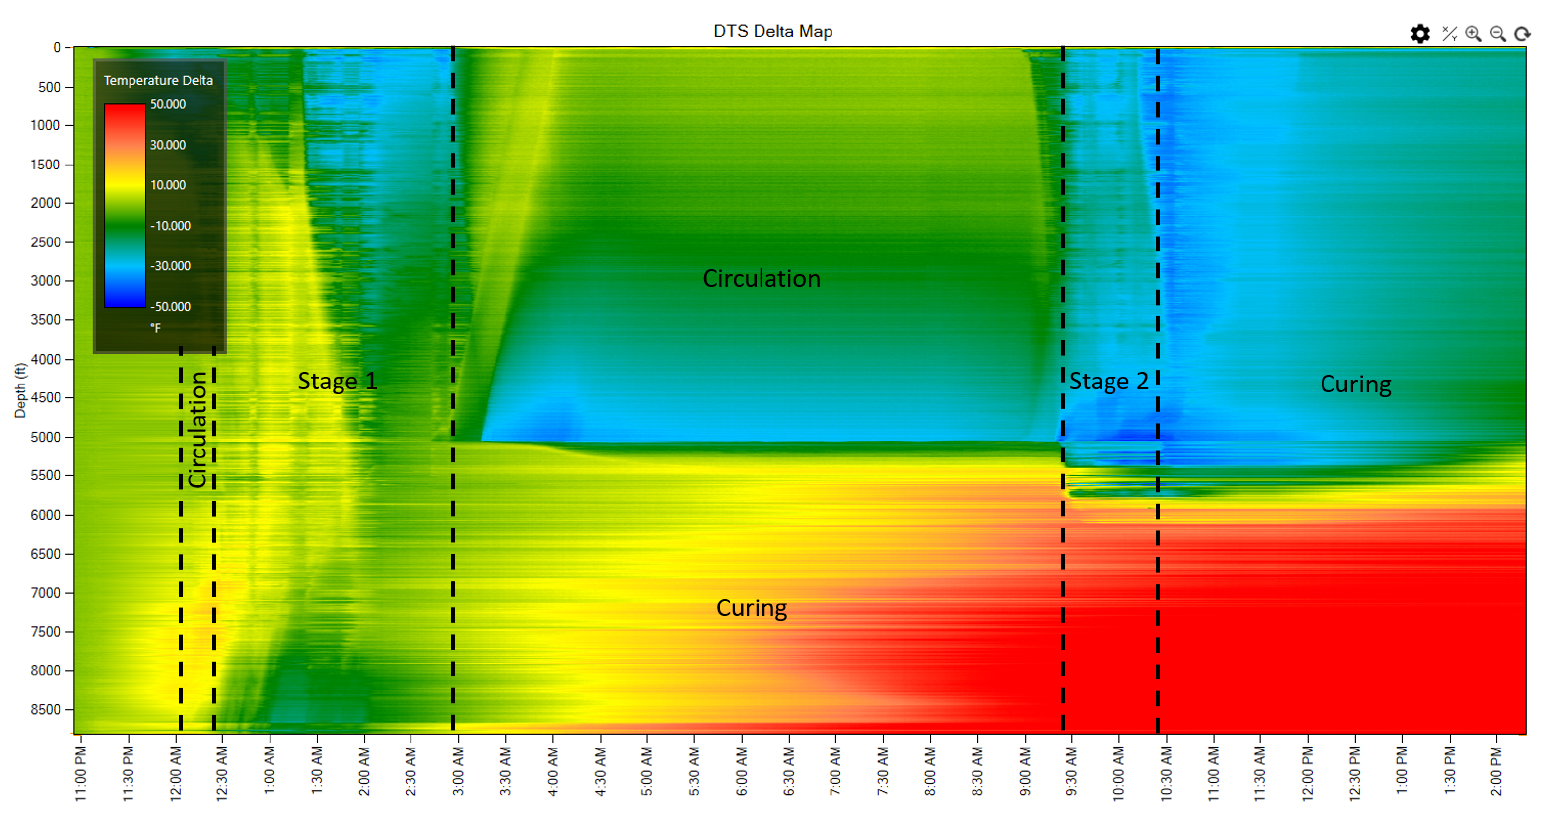 DTS Delta Map
Temperature Delta
50.000
30.000
10.000
-10.000
-30.000
-50.000
°F
Depth (ft)
0
500
1000
1500
2000
2500
3000
3500
4000
4500
5000
5500
6000
6500
7000
7500
8000
8500
Circulation
Stage 1
Circulation
Curing
Stage 2
Curing
11:00 PM
11:30 PM
12:00 AM
12:30 AM
1:00 AM
1:30 AM
2:00 AM
2:30 AM
3:00 AM
3:30 AM
4:00 AM
4:30 AM
5:00 AM
5:30 AM
6:00 AM
6:30 AM
7:00 AM
7:30 AM
8:00 AM
8:30 AM
9:00 AM
9:30 AM
10:00 AM
10:30 AM
11:00 AM
11:30 AM
12:00 PM
12:30 PM
1:00 PM
1:30 PM
2:00 PM